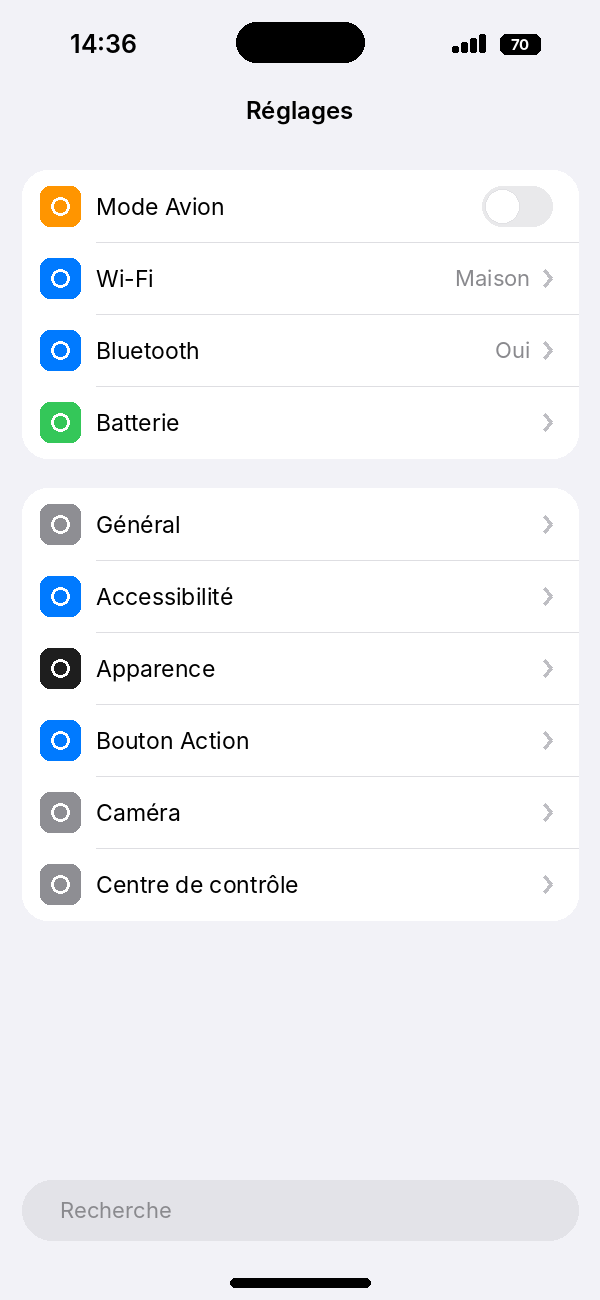 14:36
70
Réglages
Mode Avion
Wi-Fi Maison
Bluetooth Oui
Batterie
Général
Accessibilité
Apparence
Bouton Action
Caméra
Centre de contrôle
Recherche